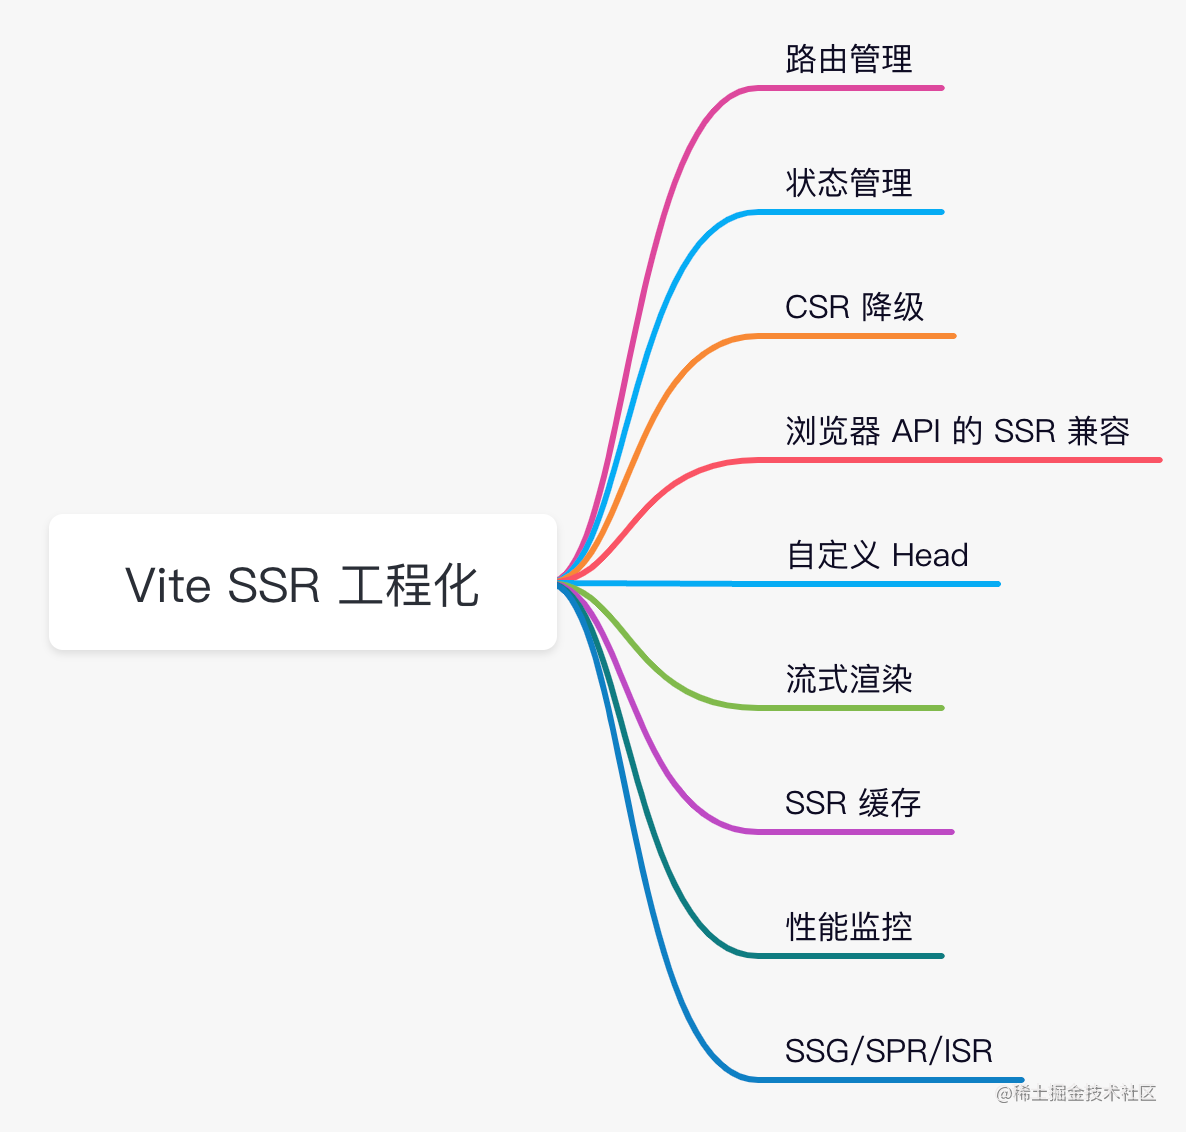 路由管理
状态管理
CSR 降级
浏览器 API 的 SSR 兼容
Vite SSR 工程化
自定义 Head
流式渲染
SSR 缓存
性能监控
SSG/SPR/ISR
@稀土掘金技术社区